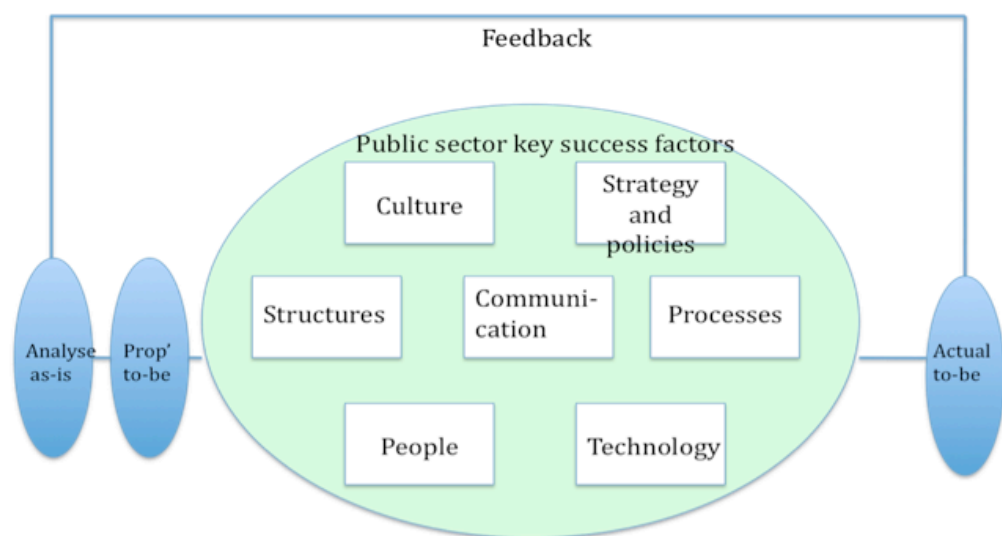 Feedback
Public sector key success factors
Culture
Strategy
and
policies
Structures
Communi-
cation
Processes
Analyse
as-is
Prop’
to-be
Actual
to-be
People
Technology